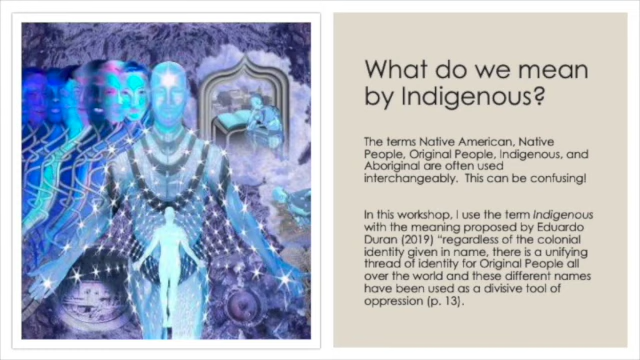 What do we mean
by Indigenous?
The terms Native American, Native
People, Original People, Indigenous, and
Aboriginal are often used
interchangeably. This can be confusing!
In this workshop, I use the term Indigenous
with the meaning proposed by Eduardo
Duran (2019) “regardless of the colonial
identity given in name, there is a unifying
thread of identity for Original People all
over the world and these different names
have been used as a divisive tool of
oppression (p. 13).